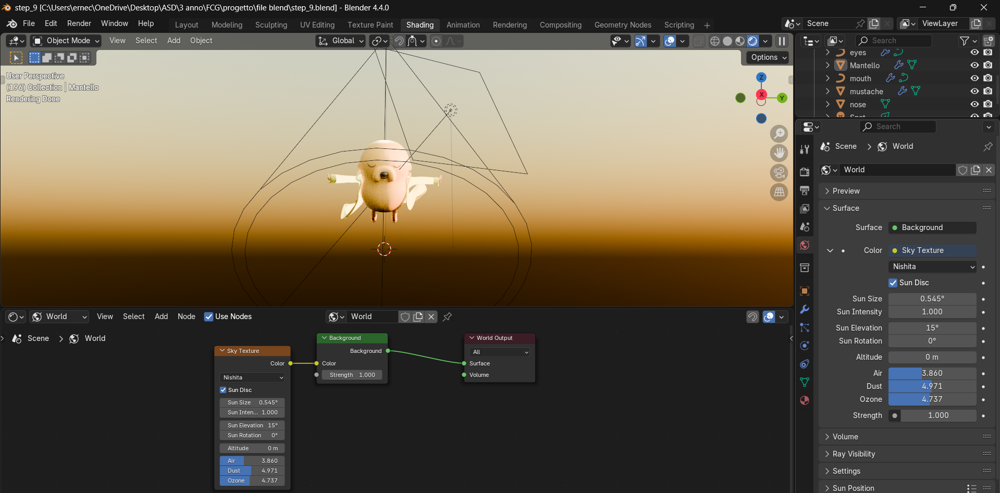 step_9 [C:\Users\ernec\OneDrive\Desktop\ASD\3 anno\FCG\progetto\file blend\step_9.blend] - Blender 4.4.0
File Edit Render Window Help Layout Modeling Sculpting UV Editing Texture Paint Shading Animation Rendering Compositing Geometry Nodes Scripting + Scene ViewLayer
Object Mode View Select Add Object Global Search
Options
User Perspective
(196) Collection | Mantello
Rendering Done
Z
X
Y
eyes
Mantello
mouth
mustache
nose
Spot
Search
Scene > World
World
Preview
Surface
Surface Background
Color Sky Texture
Nishita
Sun Disc
Sun Size 0.545°
Sun Intensity 1.000
Sun Elevation 15°
Sun Rotation 0°
Altitude 0 m
Air 3.860
Dust 4.971
Ozone 4.737
Strength 1.000
Volume
Ray Visibility
Settings
Sun Position
World View Select Add Node Use Nodes World
Scene > World
Sky Texture
Color
Nishita
Sun Disc
Sun Size 0.545°
Sun Inten... 1.000
Sun Elevation 15°
Sun Rotation 0°
Altitude 0 m
Air 3.860
Dust 4.971
Ozone 4.737
Background
Background
Color
Strength 1.000
World Output
All
Surface
Volume